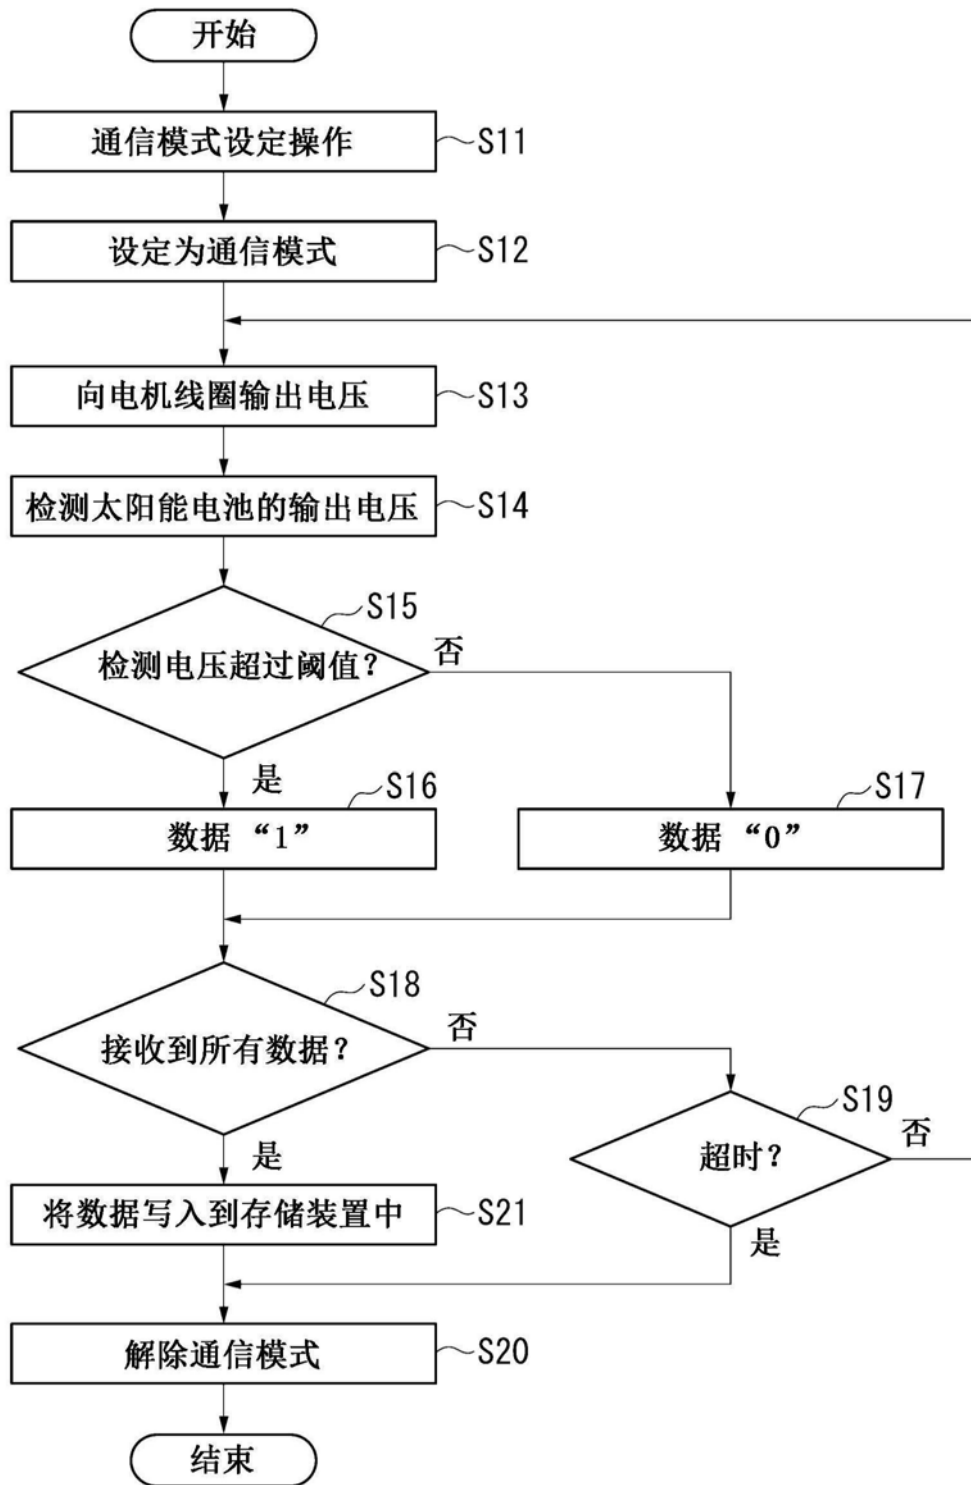 开始
通信模式设定操作
S11
设定为通信模式
S12
向电机线圈输出电压
S13
检测太阳能电池的输出电压
S14
S15
检测电压超过阈值？
否
是
S16
S17
数据“1”
数据“0”
S18
接收到所有数据？
否
S19
超时？
否
是
将数据写入到存储装置中
S21
是
解除通信模式
S20
结束